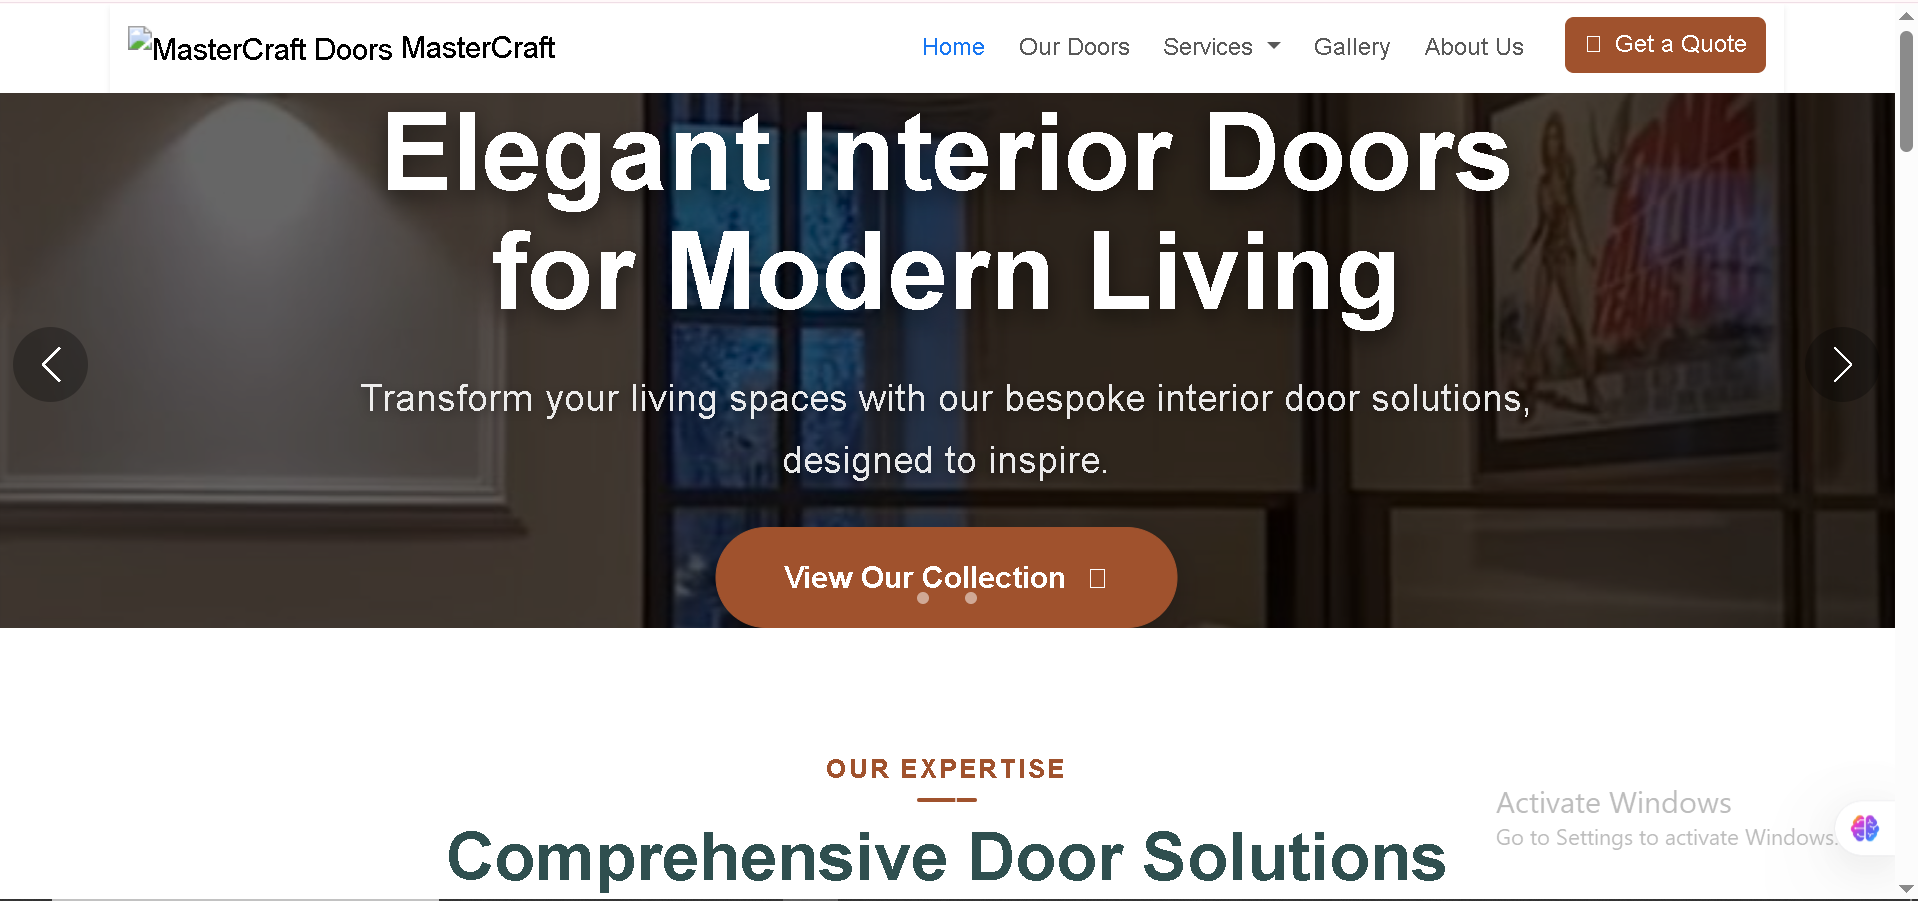 MasterCraft Doors MasterCraft
Home Our Doors Services Gallery About Us Get a Quote
Elegant Interior Doors
for Modern Living
Transform your living spaces with our bespoke interior door solutions,
designed to inspire.
View Our Collection
OUR EXPERTISE
Comprehensive Door Solutions
Activate Windows
Go to Settings to activate Windows.